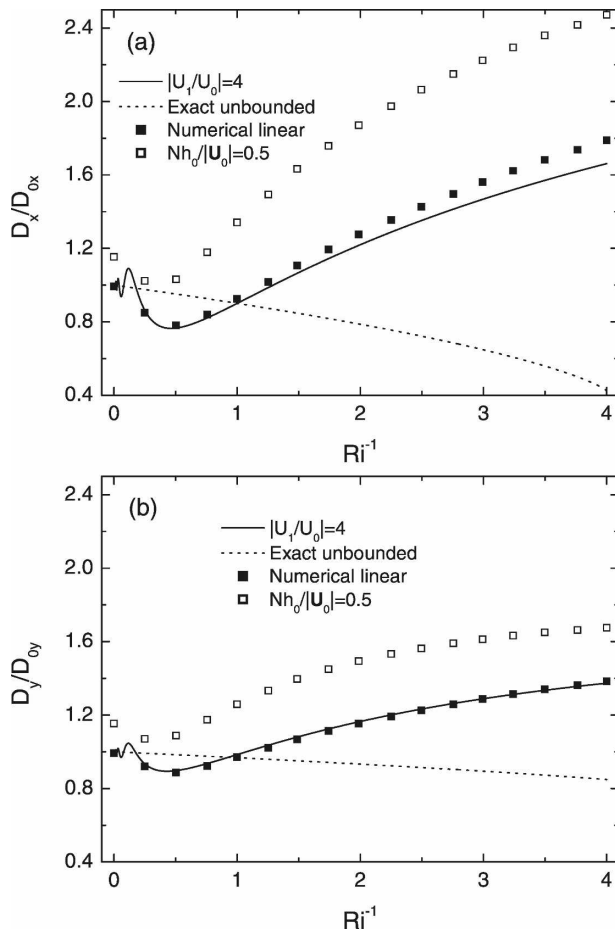 (a)
|U₁/U₀|=4
Exact unbounded
Numerical linear
Nh₀/|U₀|=0.5
Dₓ/D₀ₓ
2.4
2.0
1.6
1.2
0.8
0.4
0 1 2 3 4
Ri⁻¹
(b)
|U₁/U₀|=4
Exact unbounded
Numerical linear
Nh₀/|U₀|=0.5
D_y/D_0y
2.4
2.0
1.6
1.2
0.8
0.4
0 1 2 3 4
Ri⁻¹